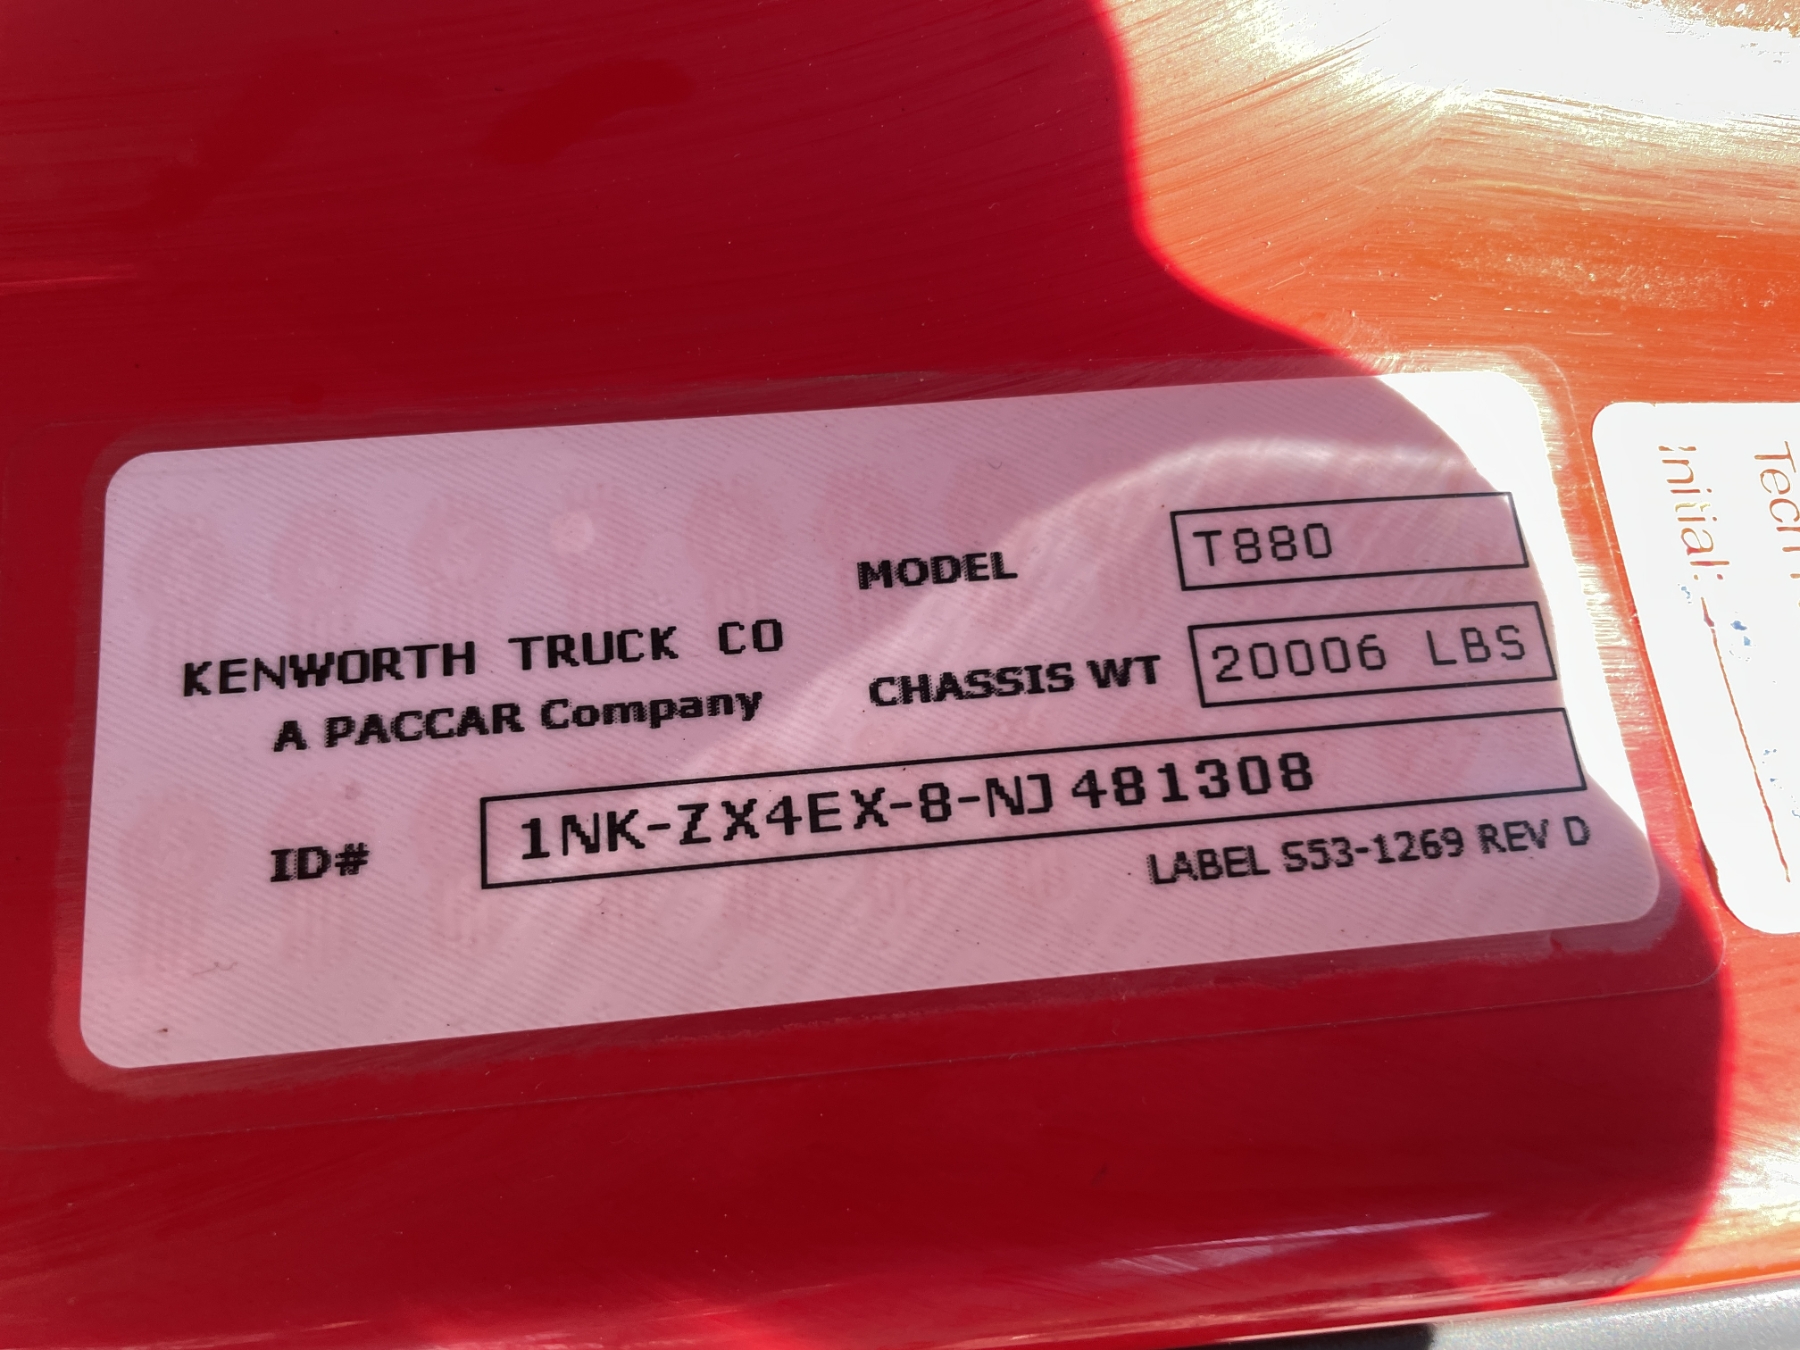 MODEL T880
KENWORTH TRUCK CO
A PACCAR Company
CHASSIS WT 20006 LBS
ID# 1NK-ZX4EX-8-NJ481308
LABEL S53-1269 REV D
Tech
Initial: